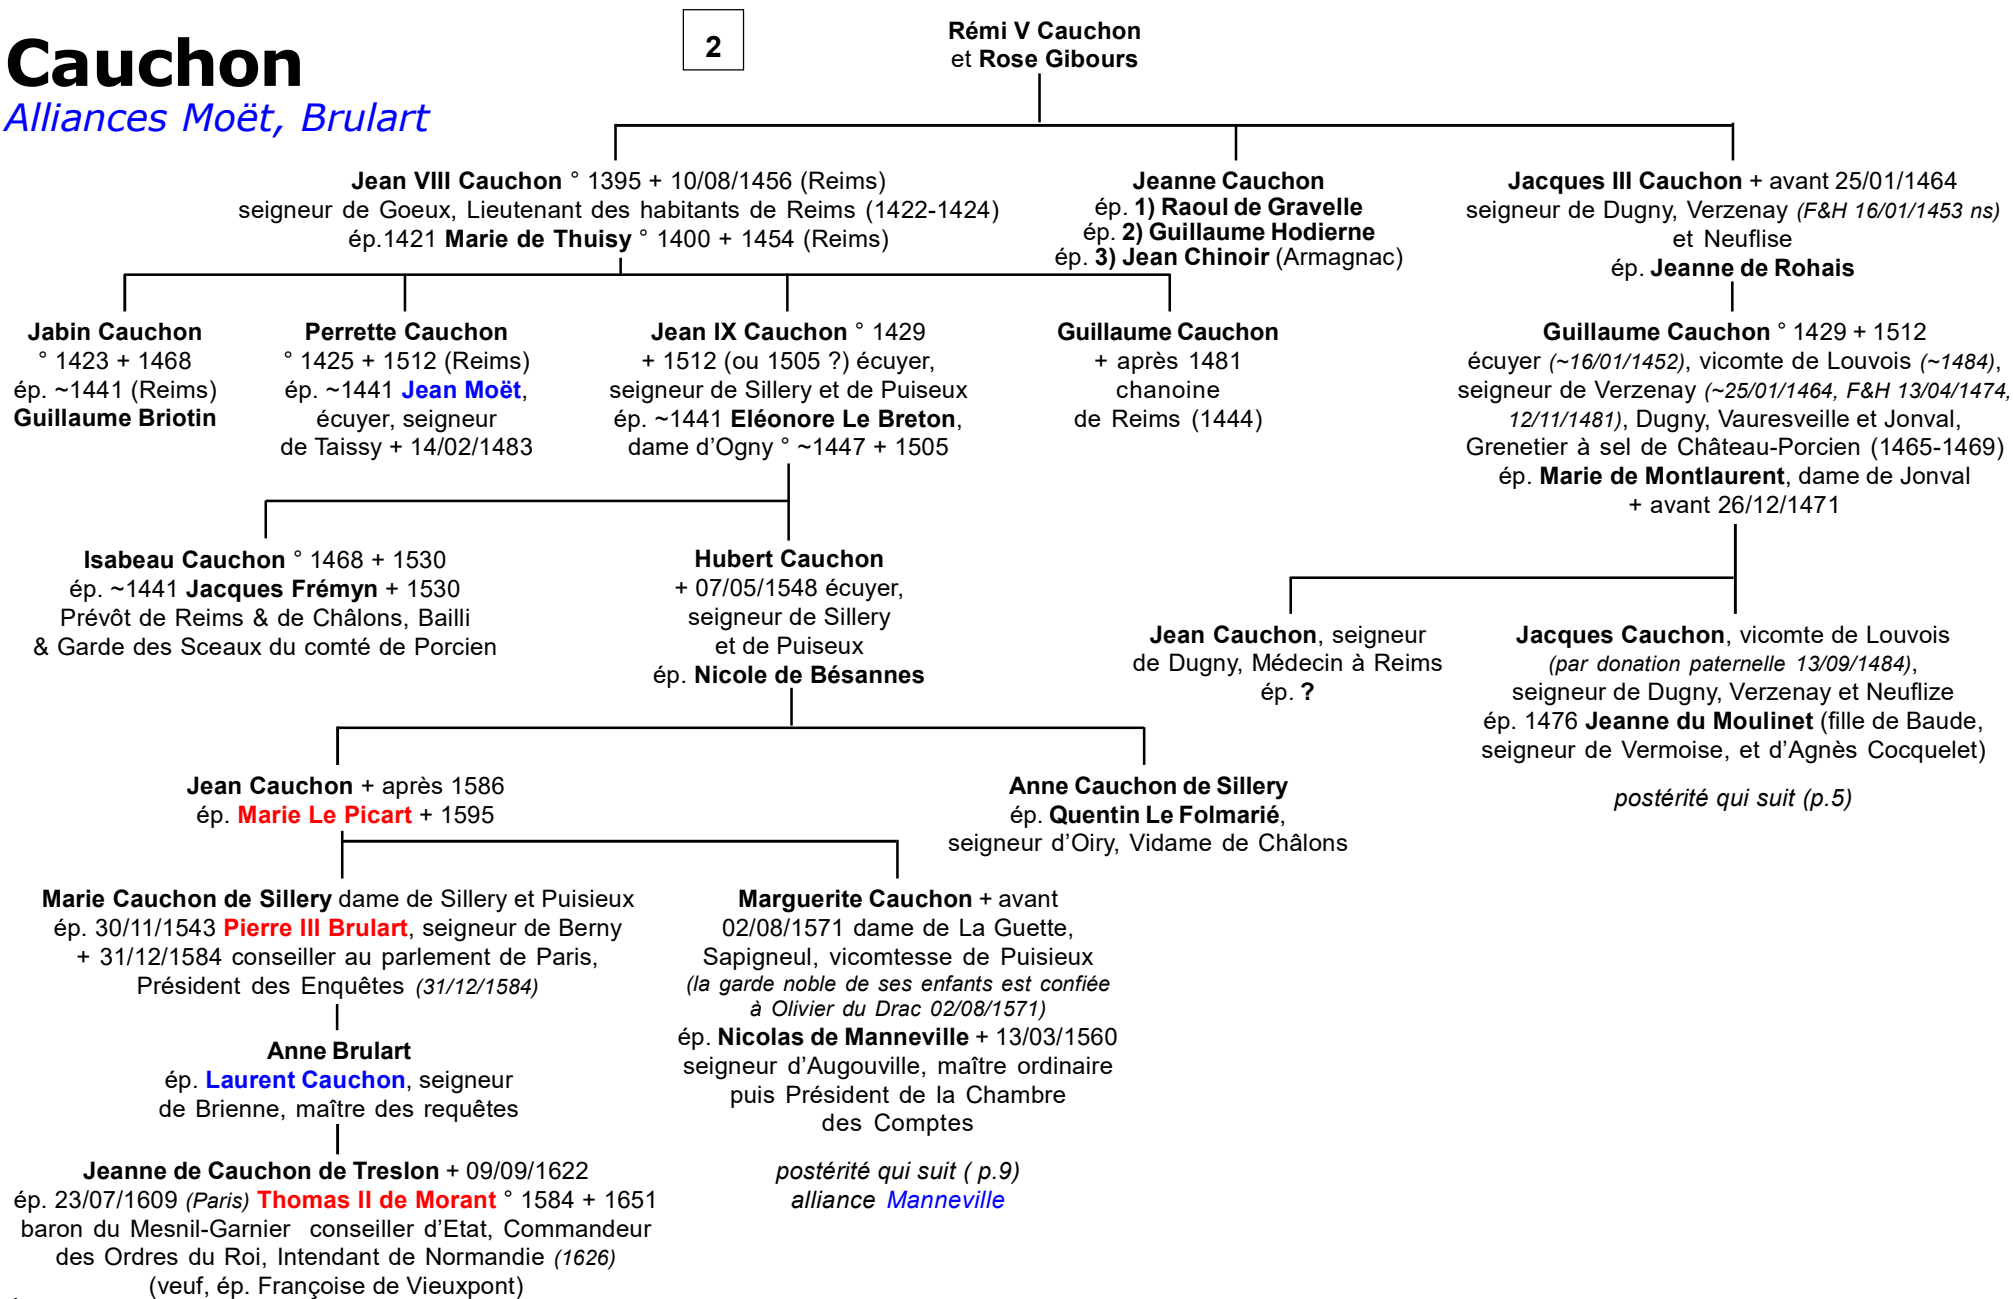 Cauchon
Alliances Moët, Brulart
2
Rémi V Cauchon
et Rose Gibours
Jean VIII Cauchon ° 1395 + 10/08/1456 (Reims)
seigneur de Goeux, Lieutenant des habitants de Reims (1422-1424)
ép.1421 Marie de Thuisy ° 1400 + 1454 (Reims)
Jeanne Cauchon
ép. 1) Raoul de Gravelle
ép. 2) Guillaume Hodierne
ép. 3) Jean Chinoir (Armagnac)
Jacques III Cauchon + avant 25/01/1464
seigneur de Dugny, Verzenay (F&H 16/01/1453 ns)
et Neuflise
ép. Jeanne de Rohais
Jabin Cauchon
° 1423 + 1468
ép. ~1441 (Reims)
Guillaume Briotin
Perrette Cauchon
° 1425 + 1512 (Reims)
ép. ~1441 Jean Moët,
écuyer, seigneur
de Taissy + 14/02/1483
Jean IX Cauchon ° 1429
+ 1512 (ou 1505 ?) écuyer,
seigneur de Sillery et de Puiseux
ép. ~1441 Eléonore Le Breton,
dame d'Ogny ° ~1447 + 1505
Guillaume Cauchon
+ après 1481
chanoine
de Reims (1444)
Guillaume Cauchon ° 1429 + 1512
écuyer (~16/01/1452), vicomte de Louvois (~1484),
seigneur de Verzenay (~25/01/1464, F&H 13/04/1474,
12/11/1481), Dugny, Vauresveille et Jonval,
Grenetier à sel de Château-Porcien (1465-1469)
ép. Marie de Montlaurent, dame de Jonval
+ avant 26/12/1471
Isabeau Cauchon ° 1468 + 1530
ép. ~1441 Jacques Frémyn + 1530
Prévôt de Reims & de Châlons, Bailli
& Garde des Sceaux du comté de Porcien
Hubert Cauchon
+ 07/05/1548 écuyer,
seigneur de Sillery
et de Puiseux
ép. Nicole de Bésannes
Jean Cauchon, seigneur
de Dugny, Médecin à Reims
ép. ?
Jacques Cauchon, vicomte de Louvois
(par donation paternelle 13/09/1484),
seigneur de Dugny, Verzenay et Neuflize
ép. 1476 Jeanne du Moulinet (fille de Baude,
seigneur de Vermoise, et d'Agnès Cocquelet)
postérité qui suit (p.5)
Jean Cauchon + après 1586
ép. Marie Le Picart + 1595
Anne Cauchon de Sillery
ép. Quentin Le Folmarié,
seigneur d'Oiry, Vidame de Châlons
Marie Cauchon de Sillery dame de Sillery et Puisieux
ép. 30/11/1543 Pierre III Brulart, seigneur de Berny
+ 31/12/1584 conseiller au parlement de Paris,
Président des Enquêtes (31/12/1584)
Marguerite Cauchon + avant
02/08/1571 dame de La Guette,
Sapigneul, vicomtesse de Puisieux
(la garde noble de ses enfants est confiée
à Olivier du Drac 02/08/1571)
ép. Nicolas de Manneville + 13/03/1560
seigneur d'Augouville, maître ordinaire
puis Président de la Chambre
des Comptes
postérité qui suit ( p.9)
alliance Manneville
Anne Brulart
ép. Laurent Cauchon, seigneur
de Brienne, maître des requêtes
Jeanne de Cauchon de Treslon + 09/09/1622
ép. 23/07/1609 (Paris) Thomas II de Morant ° 1584 + 1651
baron du Mesnil-Garnier conseiller d'Etat, Commandeur
des Ordres du Roi, Intendant de Normandie (1626)
(veuf, ép. Françoise de Vieuxpont)